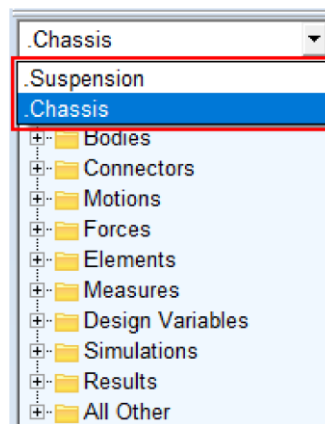 .Chassis
.Suspension
.Chassis
Bodies
Connectors
Motions
Forces
Elements
Measures
Design Variables
Simulations
Results
All Other